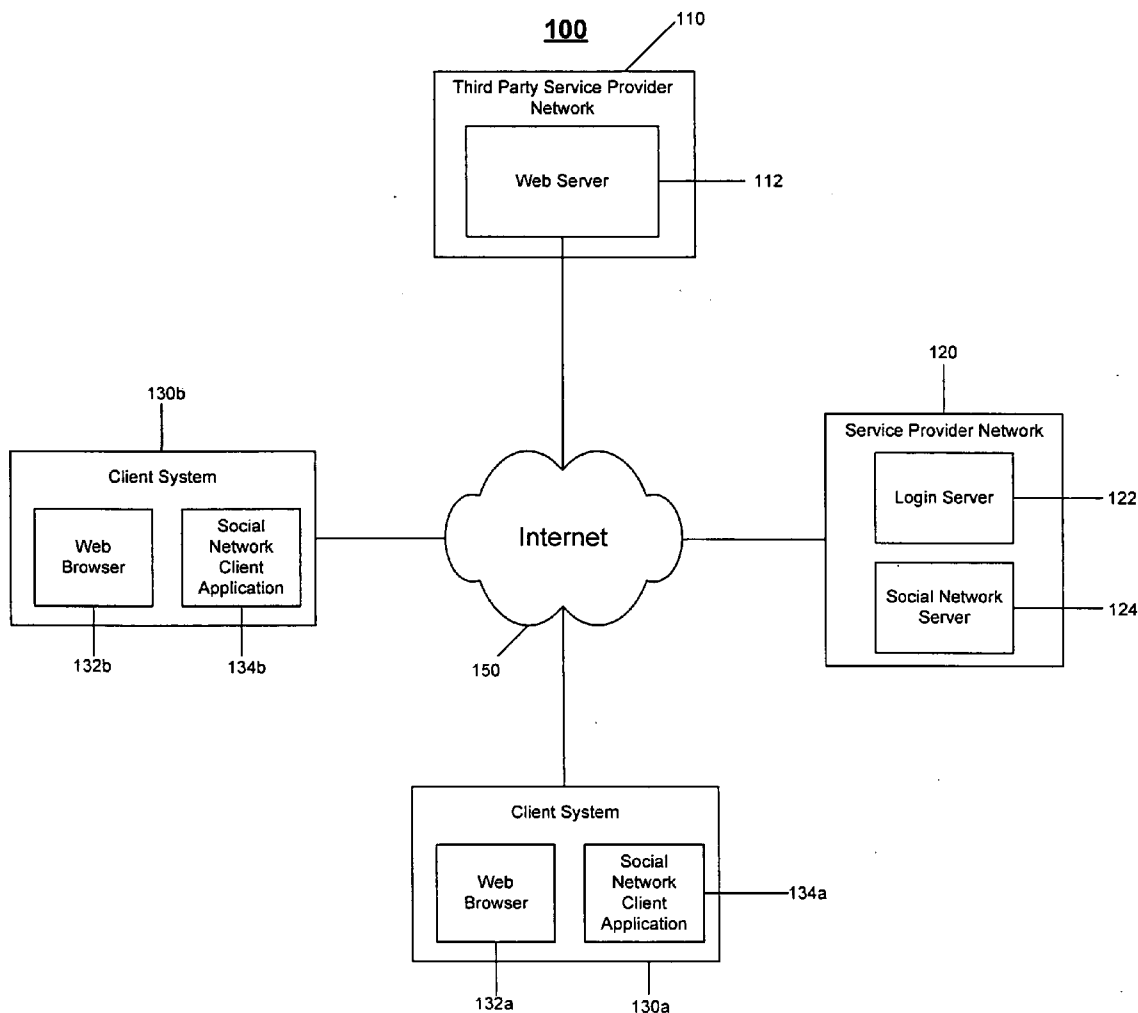 100
110
Third Party Service Provider
Network
Web Server
112
120
Service Provider Network
Login Server
122
Social Network
Server
124
130b
Client System
Web
Browser
Social
Network
Client
Application
132b
134b
Internet
150
Client System
Web
Browser
Social
Network
Client
Application
134a
132a
130a